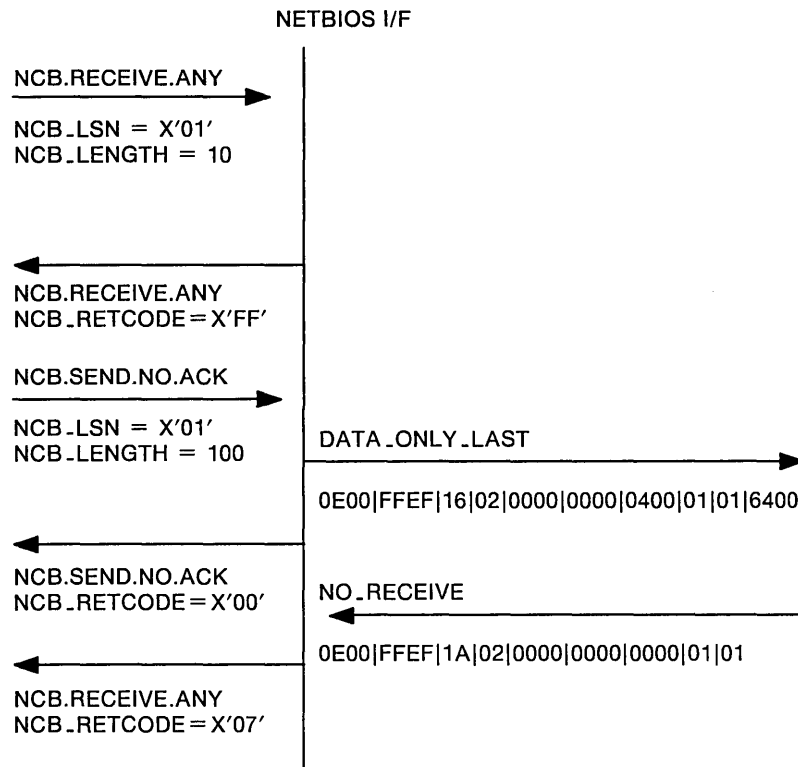 NETBIOS I/F
NCB.RECEIVE.ANY
NCB_LSN = X'01'
NCB_LENGTH = 10
NCB.RECEIVE.ANY
NCB_RETCODE=X'FF'
NCB.SEND.NO.ACK
NCB_LSN = X'01'
NCB_LENGTH = 100
DATA_ONLY_LAST
0E00|FFEF|16|02|0000|0000|0400|01|01|6400
NCB.SEND.NO.ACK
NCB_RETCODE=X'00'
NO_RECEIVE
0E00|FFEF|1A|02|0000|0000|0000|01|01
NCB.RECEIVE.ANY
NCB_RETCODE=X'07'